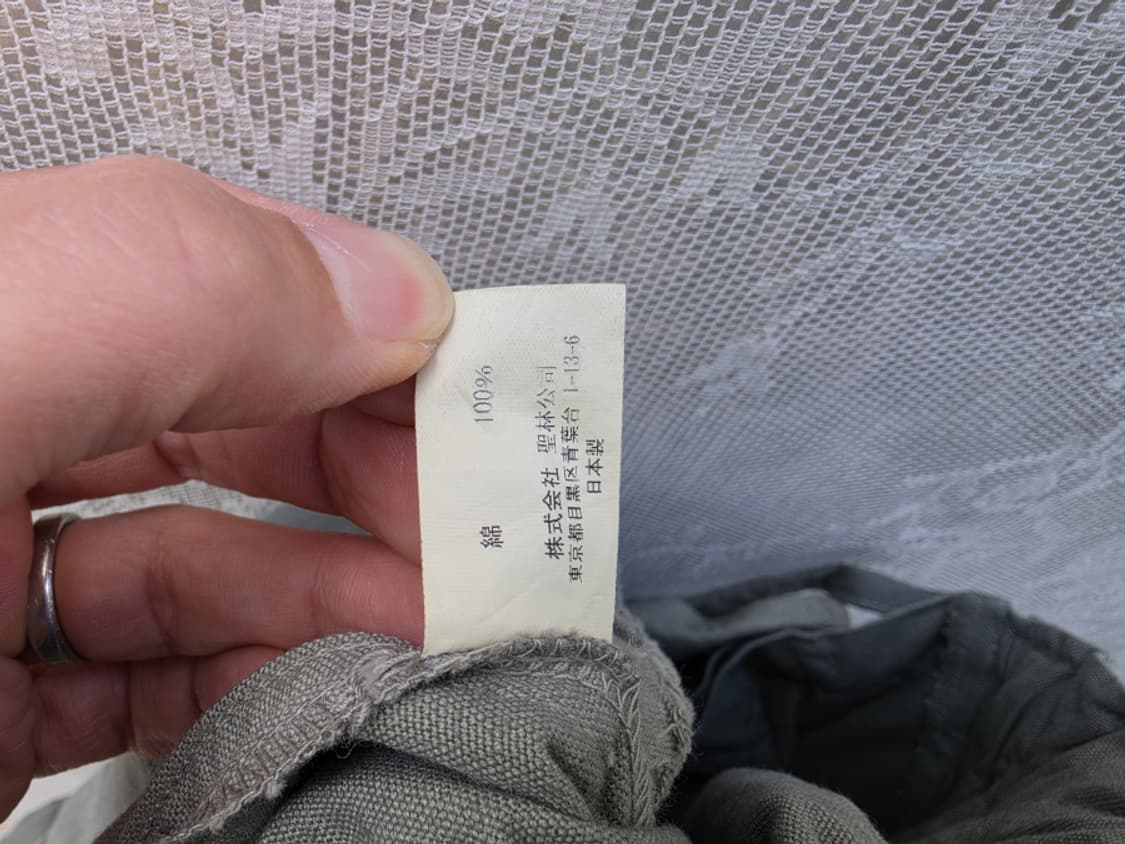 綿 100%
株式会社 聖林公司
東京都目黒区青葉台 1-13-6
日本製